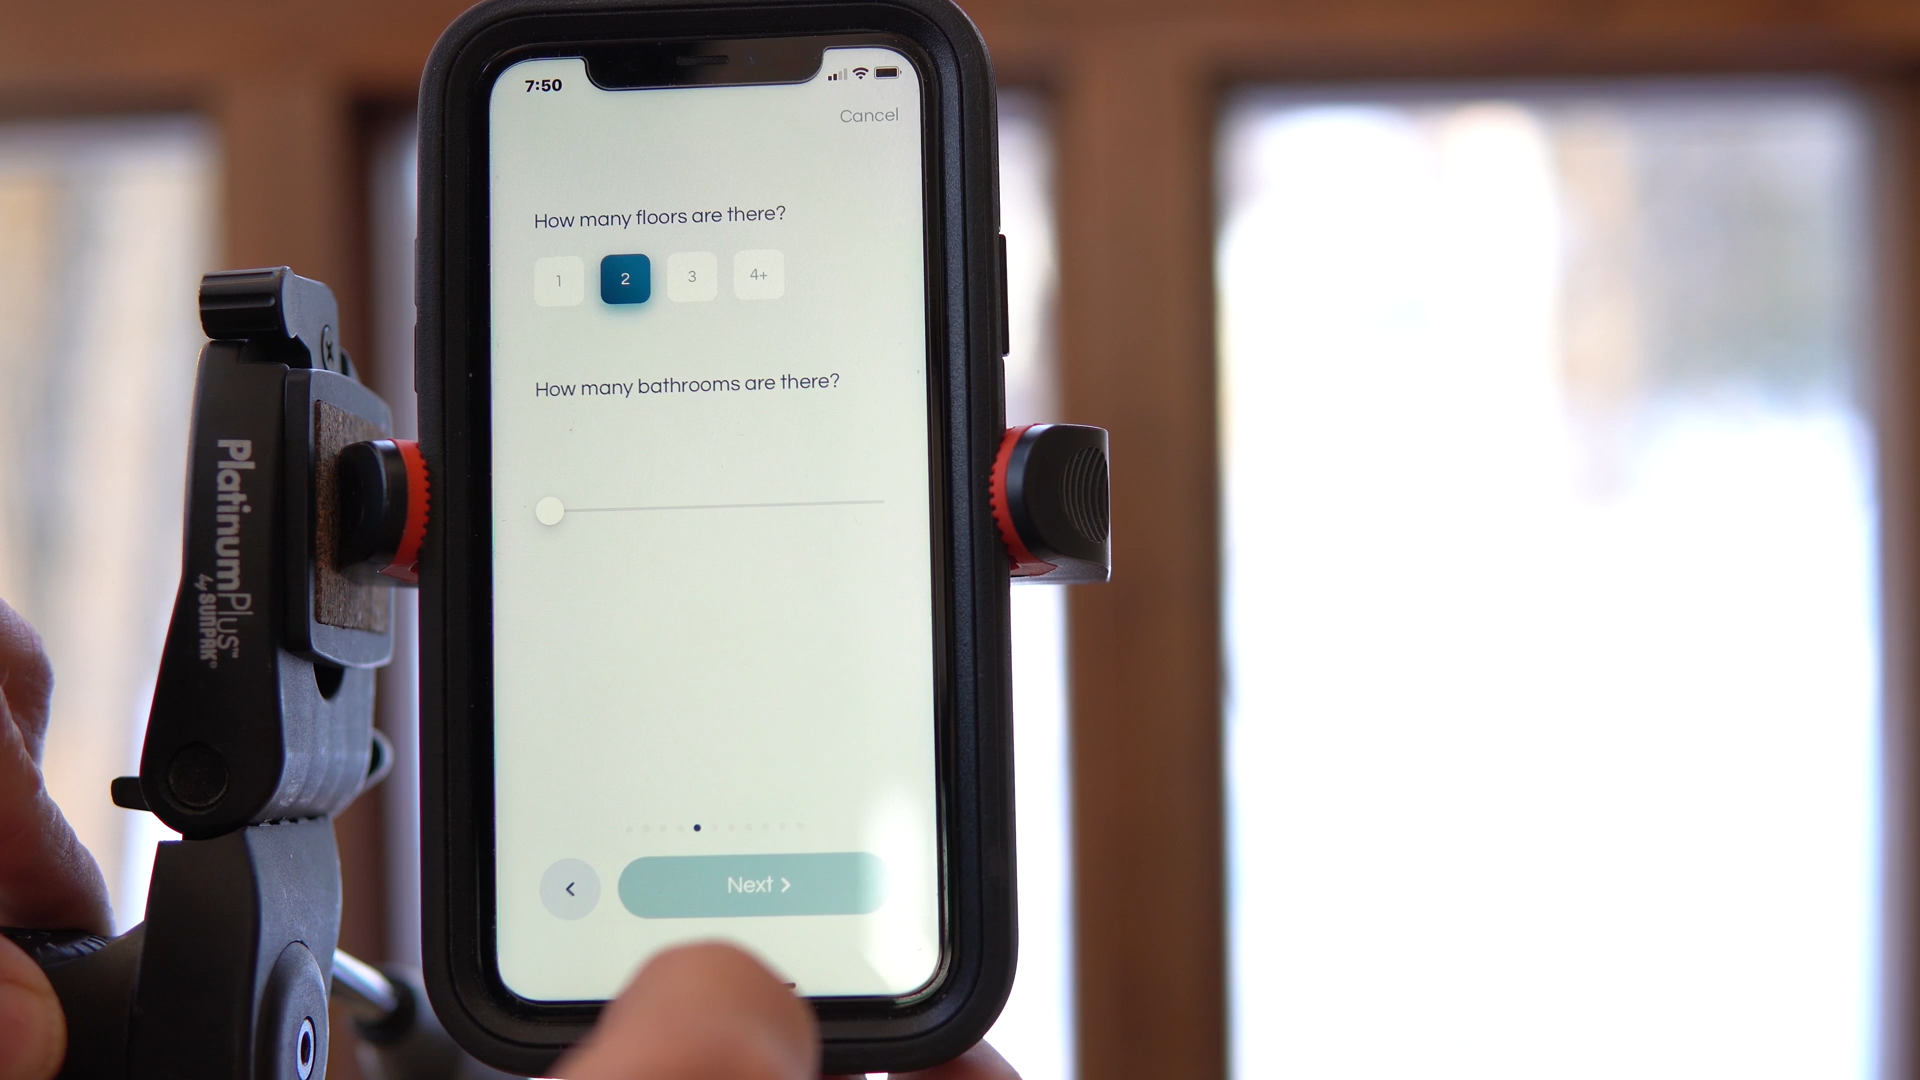 7:50
Cancel
How many floors are there?
1 2 3 4+
How many bathrooms are there?
Next
PlatinumPlus™
by SUNPAK®